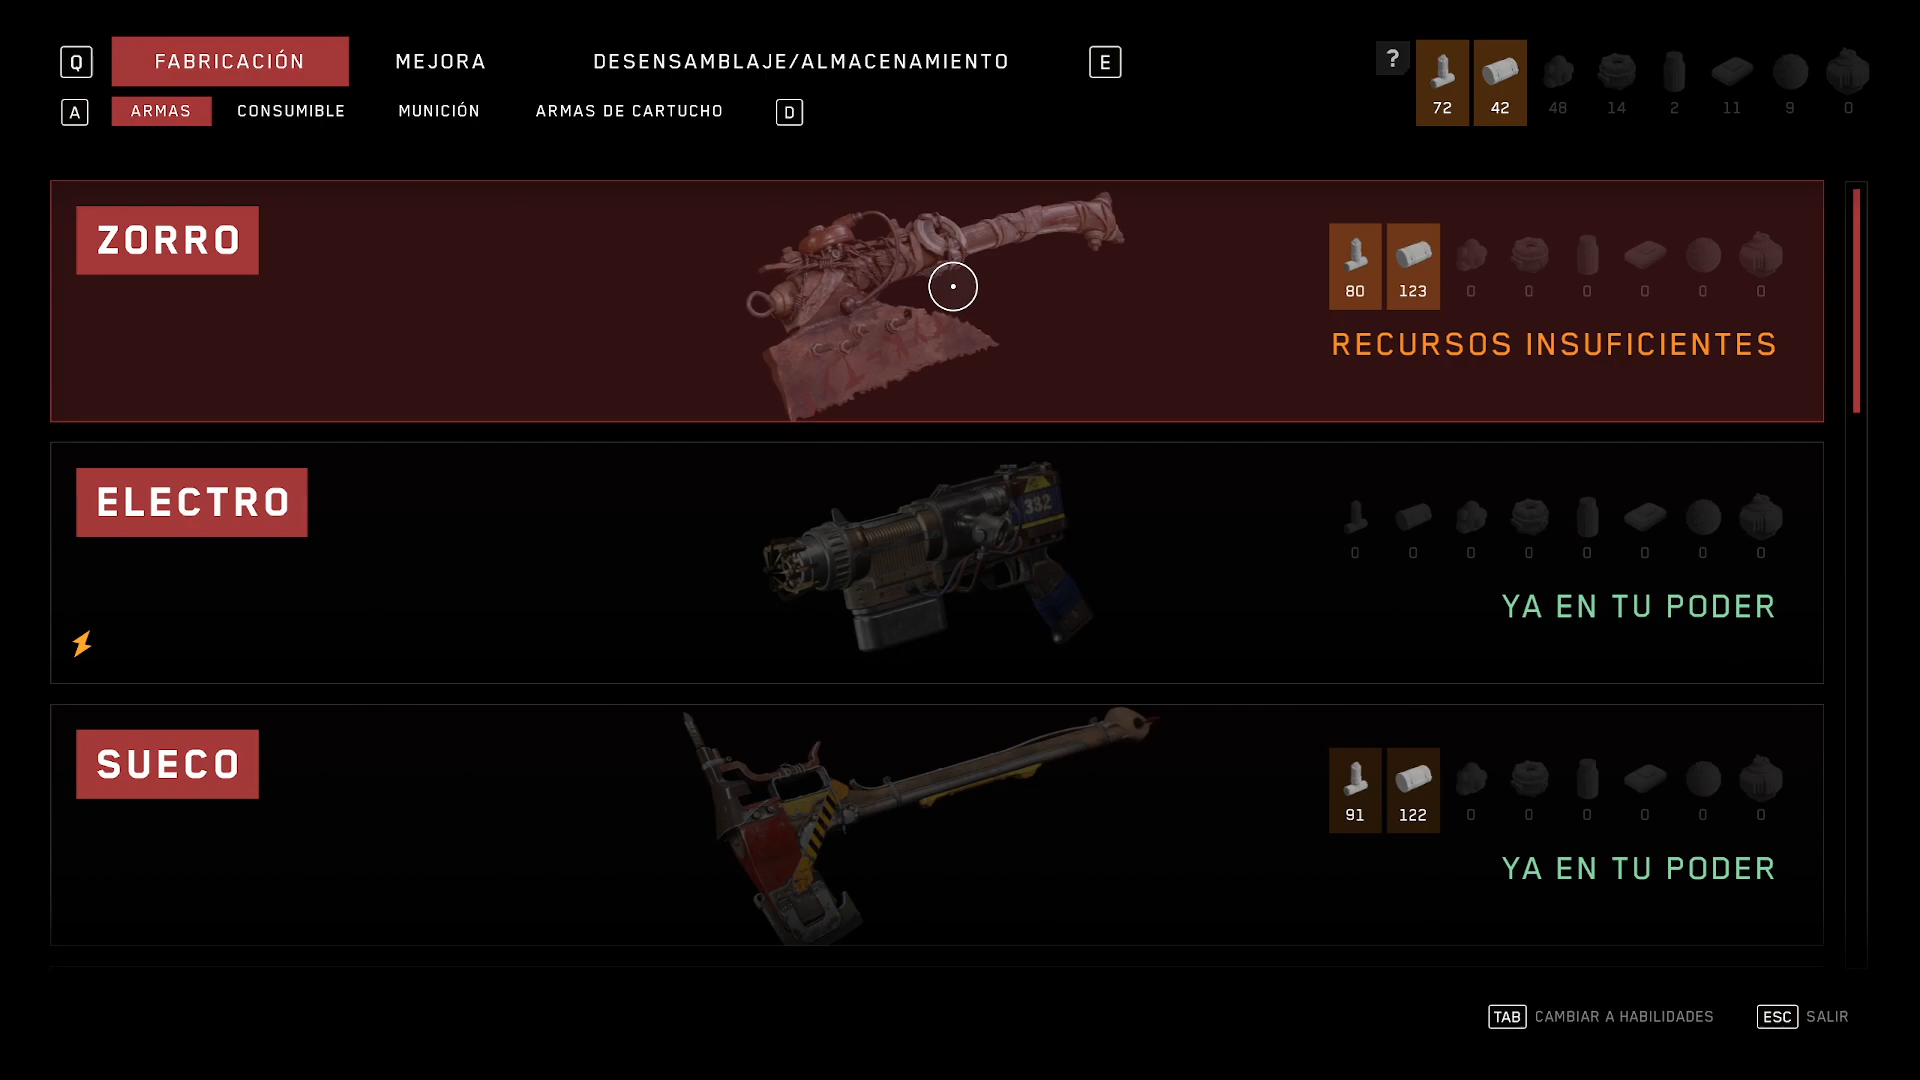 Q FABRICACIÓN MEJORA DESENSAMBLAJE/ALMACENAMIENTO E ?
A ARMAS CONSUMIBLE MUNICIÓN ARMAS DE CARTUCHO D
72 42 48 14 2 11 9 0
ZORRO
80 123 0 0 0 0 0 0
RECURSOS INSUFICIENTES
ELECTRO
332
0 0 0 0 0 0 0 0
YA EN TU PODER
SUECO
91 122 0 0 0 0 0 0
YA EN TU PODER
TAB CAMBIAR A HABILIDADES ESC SALIR